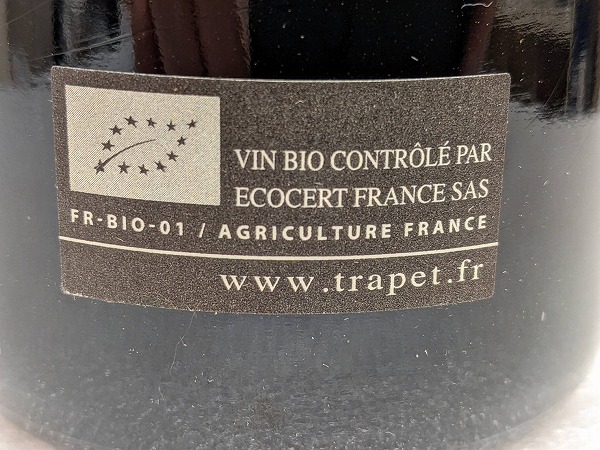 VIN BIO CONTRÔLÉ PAR
ECOCERT FRANCE SAS
FR-BIO-01 / AGRICULTURE FRANCE
www.trapet.fr